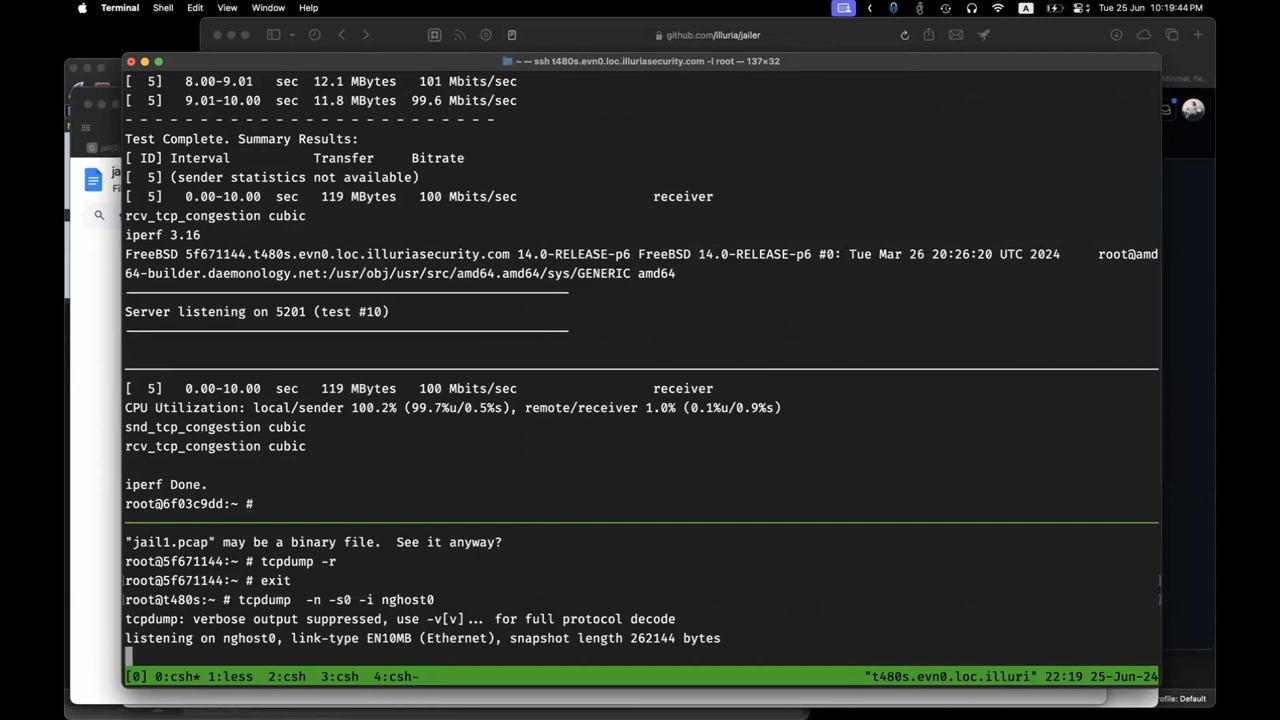 Terminal Shell Edit View Window Help
A Tue 25 Jun 10:19:44 PM
github.com/illuria/jailer
~ — ssh t480s.evn0.loc.illuriasecurity.com -l root — 137×32
[  5]   8.00-9.01   sec  12.1 MBytes   101 Mbits/sec
[  5]   9.01-10.00  sec  11.8 MBytes  99.6 Mbits/sec
- - - - - - - - - - - - - - - - - - - - - - - - -
Test Complete. Summary Results:
[ ID] Interval           Transfer     Bitrate
[  5] (sender statistics not available)
[  5]   0.00-10.00  sec   119 MBytes   100 Mbits/sec                  receiver
rcv_tcp_congestion cubic
iperf 3.16
FreeBSD 5f671144.t480s.evn0.loc.illuriasecurity.com 14.0-RELEASE-p6 FreeBSD 14.0-RELEASE-p6 #0: Tue Mar 26 20:26:20 UTC 2024     root@amd
64-builder.daemonology.net:/usr/obj/usr/src/amd64.amd64/sys/GENERIC amd64
Server listening on 5201 (test #10)
[  5]   0.00-10.00  sec   119 MBytes   100 Mbits/sec                  receiver
CPU Utilization: local/sender 100.2% (99.7%u/0.5%s), remote/receiver 1.0% (0.1%u/0.9%s)
snd_tcp_congestion cubic
rcv_tcp_congestion cubic
iperf Done.
root@6f03c9dd:~ #
"jail1.pcap" may be a binary file.  See it anyway?
root@5f671144:~ # tcpdump -r
root@5f671144:~ # exit
root@t480s:~ # tcpdump  -n -s0 -i nghost0
tcpdump: verbose output suppressed, use -v[v]... for full protocol decode
listening on nghost0, link-type EN10MB (Ethernet), snapshot length 262144 bytes
[0] 0:csh* 1:less  2:csh  3:csh  4:csh-                    "t480s.evn0.loc.illuri" 22:19 25-Jun-24
rofile: Default